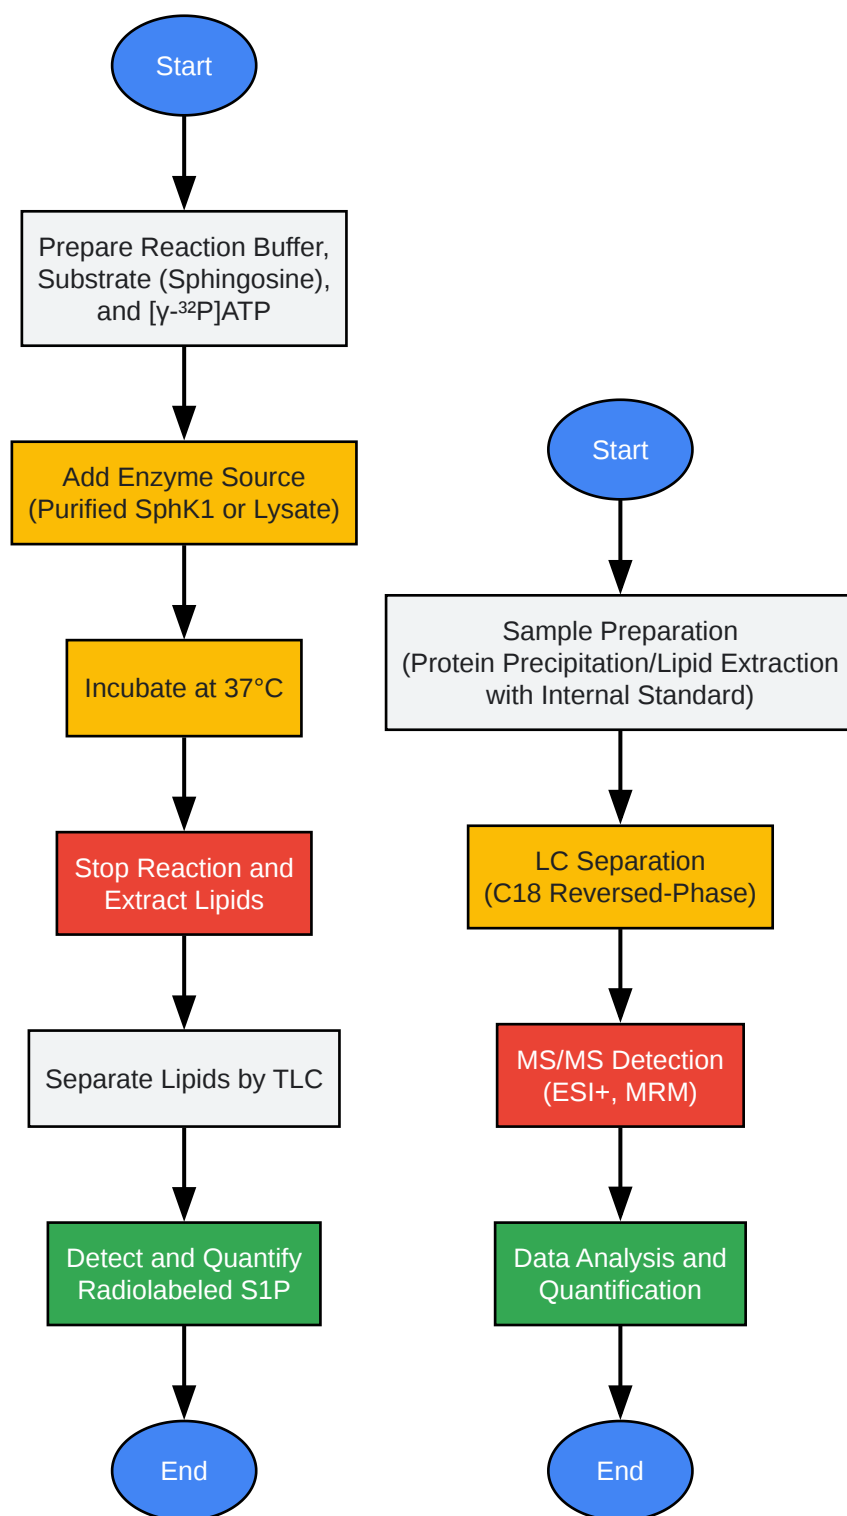 Start
Prepare Reaction Buffer,
Substrate (Sphingosine),
and [γ-³²P]ATP
Add Enzyme Source
(Purified SphK1 or Lysate)
Incubate at 37°C
Stop Reaction and
Extract Lipids
Separate Lipids by TLC
Detect and Quantify
Radiolabeled S1P
End
Start
Sample Preparation
(Protein Precipitation/Lipid Extraction
with Internal Standard)
LC Separation
(C18 Reversed-Phase)
MS/MS Detection
(ESI+, MRM)
Data Analysis and
Quantification
End